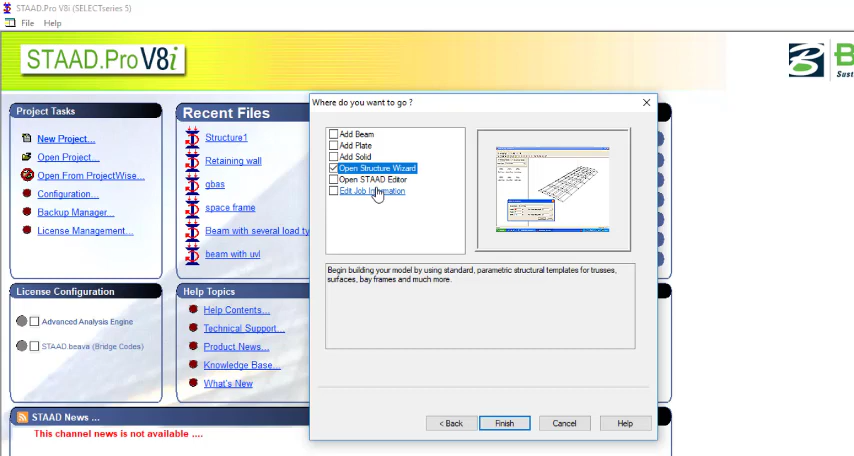 STAAD.Pro V8i (SELECTseries 5)
File Help
STAAD.Pro V8i
B
Sust
Project Tasks
New Project...
Open Project...
Open From ProjectWise...
Configuration...
Backup Manager...
License Management...
Recent Files
Structure1
Retaining wall
gbas
space frame
Beam with several load ty
beam with uvl
Where do you want to go ?
Add Beam
Add Plate
Add Solid
Open Structure Wizard
Open STAAD Editor
Edit Job Information
Begin building your model by using standard, parametric structural templates for trusses,
surfaces, bay frames and much more.
< Back Finish Cancel Help
License Configuration
Advanced Analysis Engine
STAAD.beava (Bridge Codes)
Help Topics
Help Contents...
Technical Support...
Product News...
Knowledge Base...
What's New
STAAD News ...
This channel news is not available ....